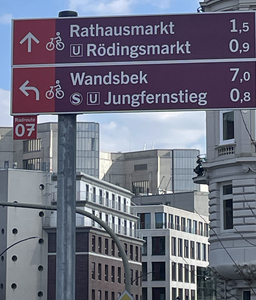 Rathausmarkt 1,5
U Rödingsmarkt 0,9
Wandsbek 7,0
S U Jungfernstieg 0,8
Radroute
07